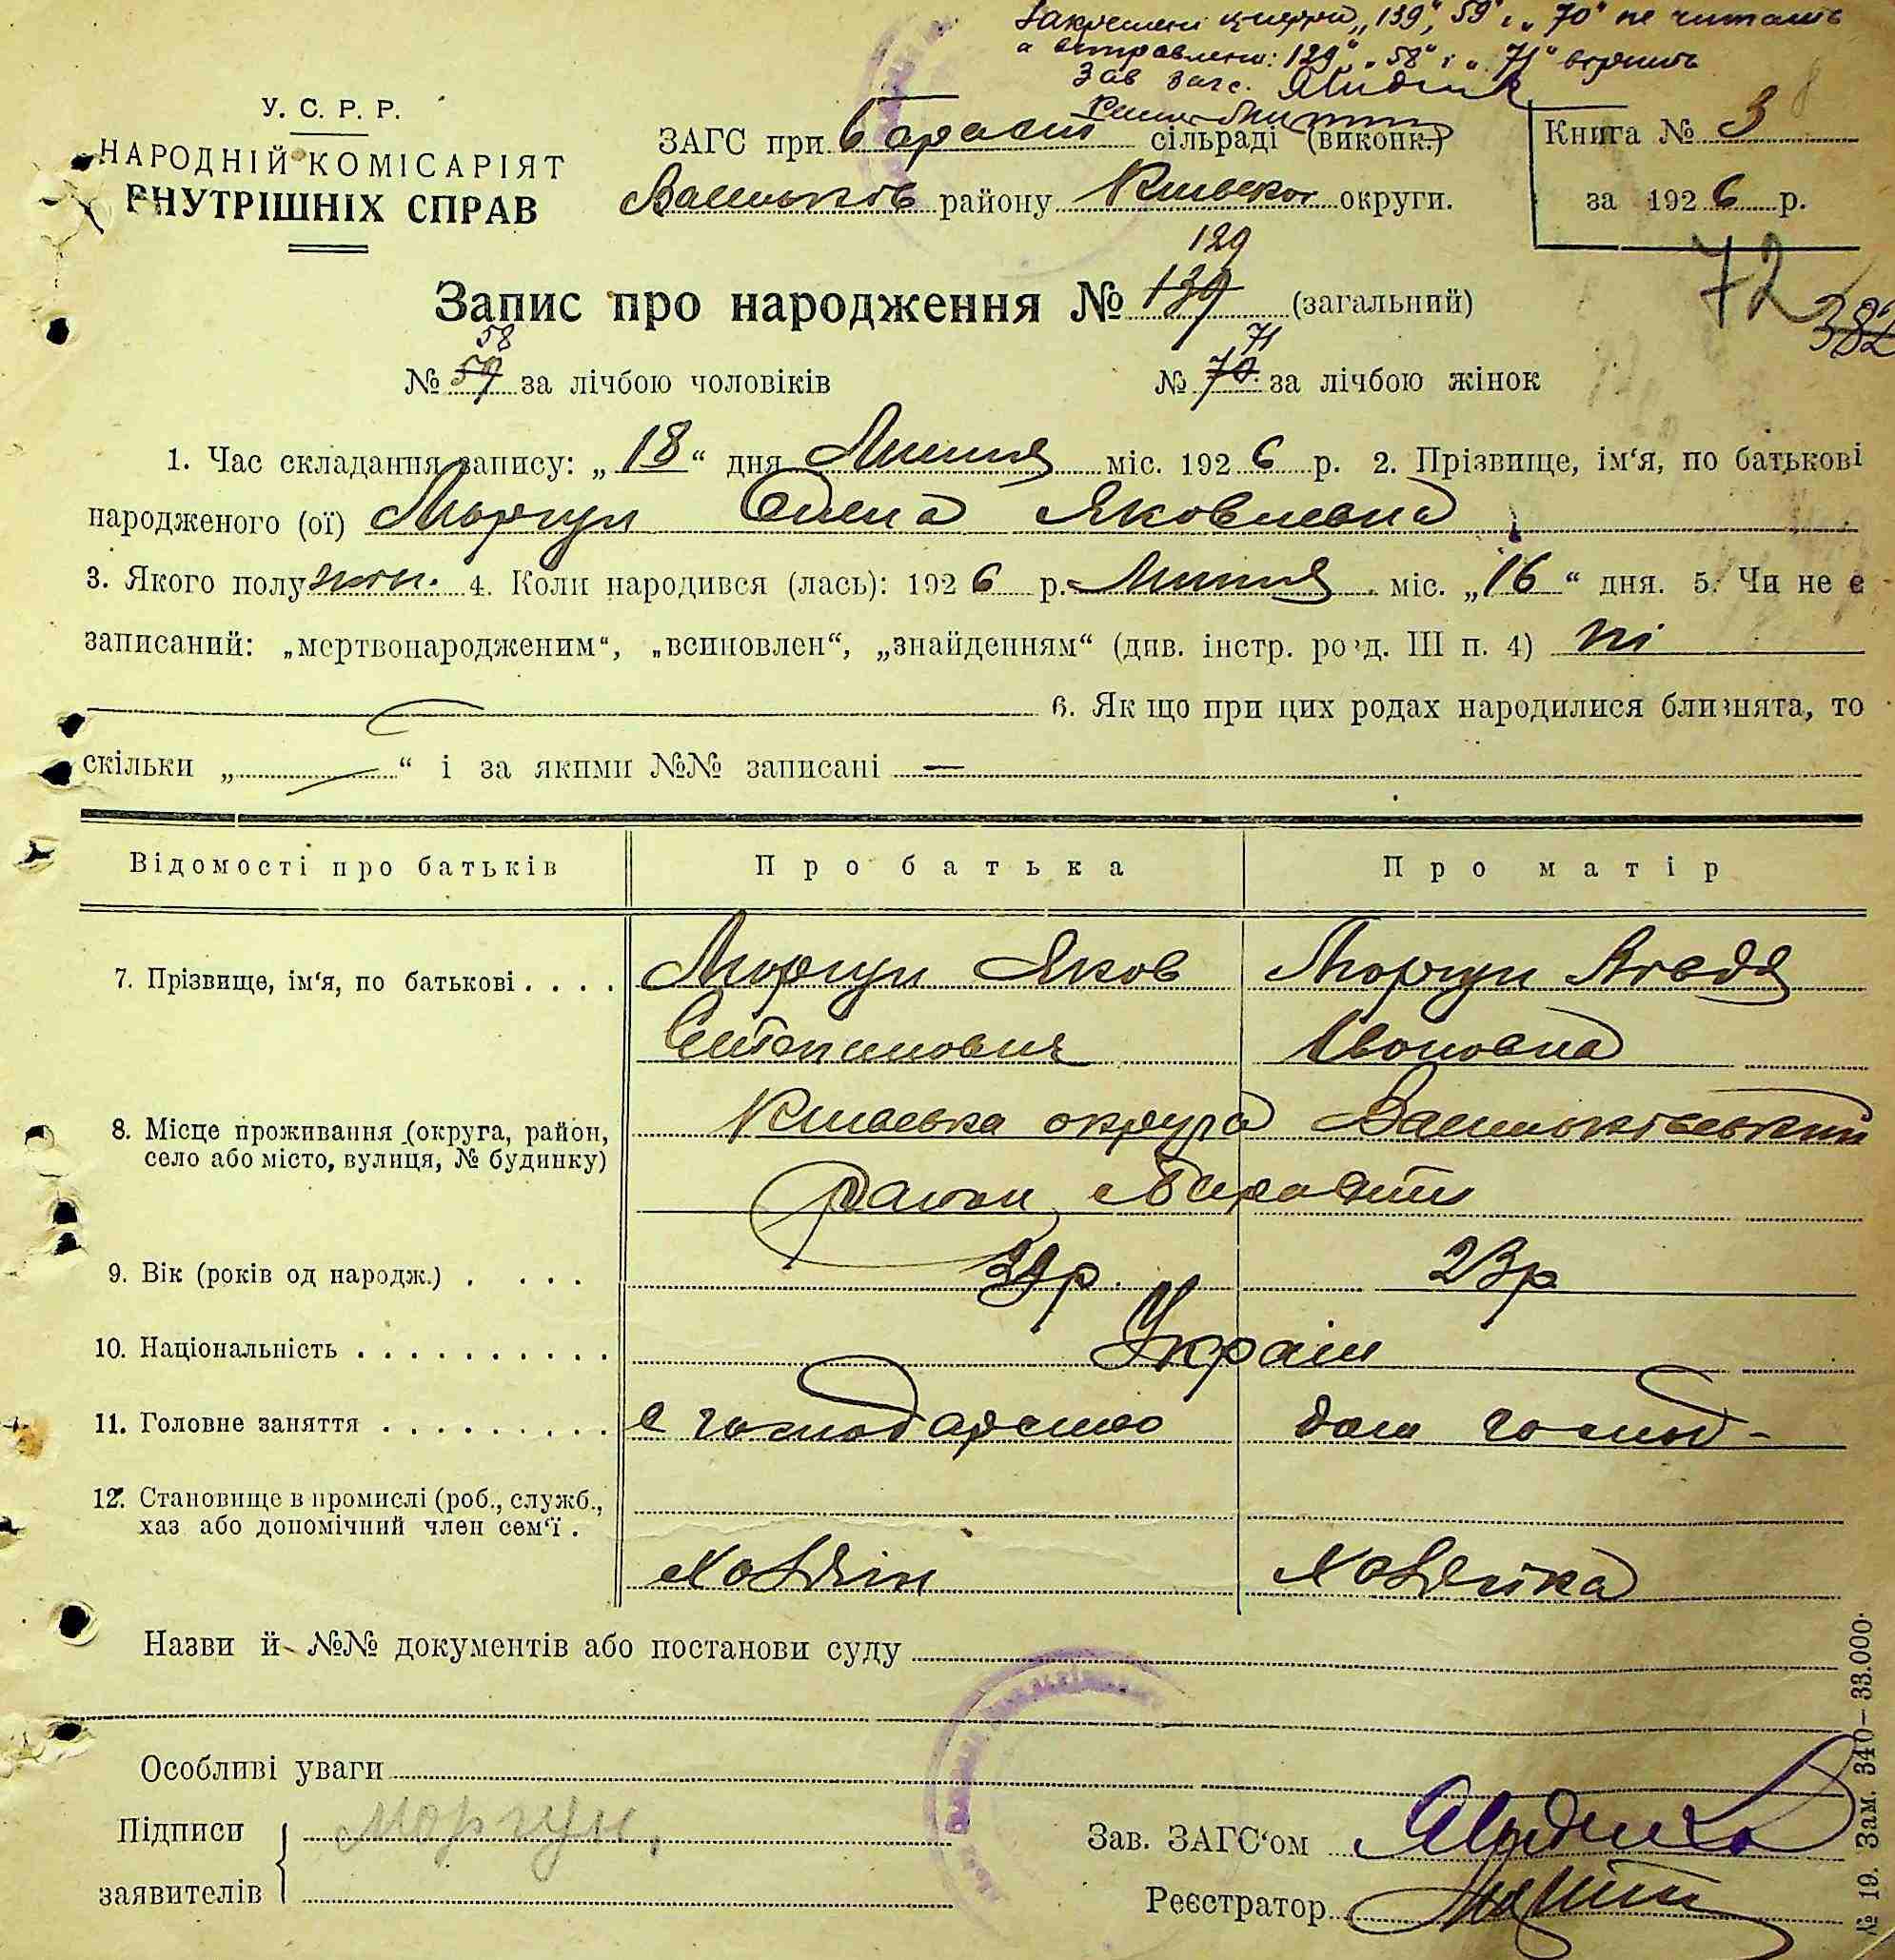 Закреслені цифри „139", 59" і „70" не читать
а виправлені: 129", „58" і „71" вірить
Зав загс.
У. С. Р. Р.
НАРОДНІЙ КОМІСАРІЯТ
ВНУТРІШНІХ СПРАВ
ЗАГС при сільраді (виконк.)
Васильків району Київської округи.
Книга № 3
за 1926 р.
72
382
129
Запис про народження № 139 (загальний)
58 71
№ 59 за лічбою чоловіків № 70 за лічбою жінок
1. Час складання запису: „18“ дня Липня міс. 1926 р. 2. Прізвище, ім‘я, по батькові
народженого (ої) Моргун Олена Яковлевна
3. Якого полу жін. 4. Коли народився (лась): 1926 р. Липня міс. „16“ дня. 5. Чи не є
записаний: „мертвонародженим“, „всиновлен“, „знайденням“ (див. інстр. розд. III п. 4) ні
6. Якщо при цих родах народилися близнята, то
скільки „ — “ і за якими №№ записані —
Відомості про батьків Про батька Про матір
7. Прізвище, ім‘я, по батькові . . . . Моргун Яков Моргун Явдя
Степанович Івановна
8. Місце проживання (округа, район,
село або місто, вулиця, № будинку)
Київська округа Васильківський
район
9. Вік (років од народж.) . . . . 23р
10. Національність . . . . . . . . . . Україн
11. Головне заняття . . . . . . . . . с господарство дом господ-
12. Становище в промислі (роб., служб.,
хаз або допомічний член сем‘ї .
Хазяїн Хазяйка
Назви й №№ документів або постанови суду
Особливі уваги
Підписи
заявителів
Моргун.
Зав. ЗАГС‘ом
Реєстратор
№ 19. Зам. 340—33.000.